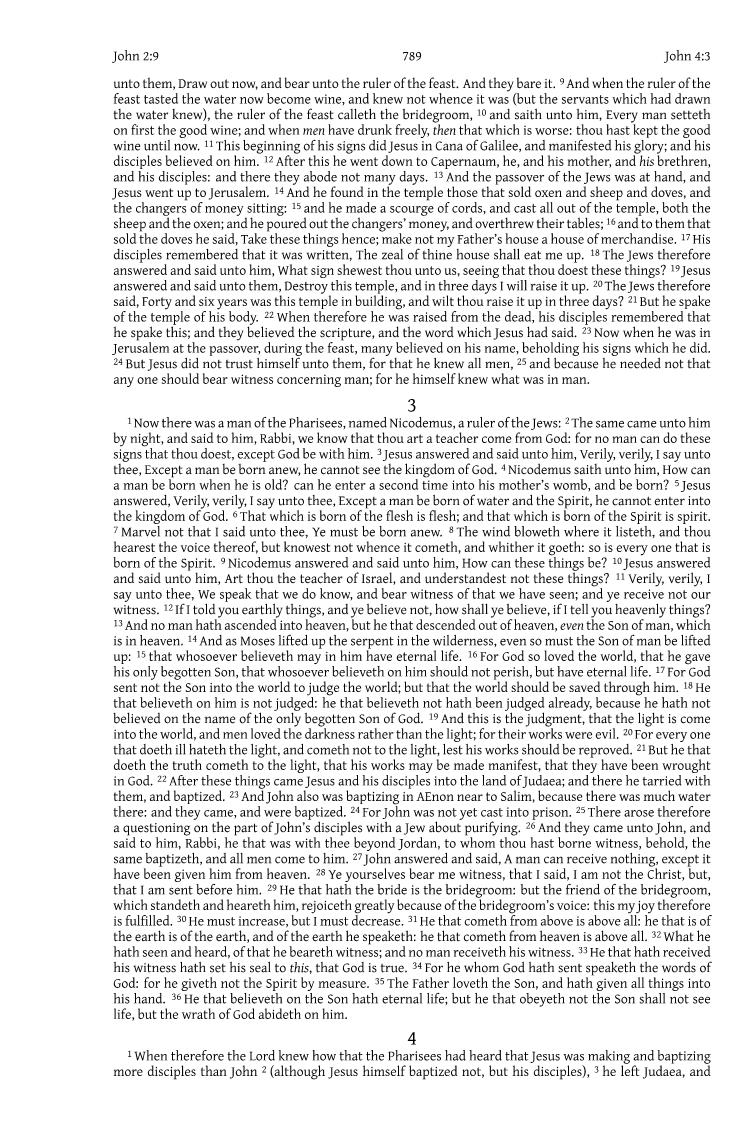 John 2:9 789 John 4:3
unto them, Draw out now, and bear unto the ruler of the feast. And they bare it. 9 And when the ruler of the
feast tasted the water now become wine, and knew not whence it was (but the servants which had drawn
the water knew), the ruler of the feast calleth the bridegroom, 10 and saith unto him, Every man setteth
on first the good wine; and when men have drunk freely, then that which is worse: thou hast kept the good
wine until now. 11 This beginning of his signs did Jesus in Cana of Galilee, and manifested his glory; and his
disciples believed on him. 12 After this he went down to Capernaum, he, and his mother, and his brethren,
and his disciples: and there they abode not many days. 13 And the passover of the Jews was at hand, and
Jesus went up to Jerusalem. 14 And he found in the temple those that sold oxen and sheep and doves, and
the changers of money sitting: 15 and he made a scourge of cords, and cast all out of the temple, both the
sheep and the oxen; and he poured out the changers’ money, and overthrew their tables; 16 and to them that
sold the doves he said, Take these things hence; make not my Father’s house a house of merchandise. 17 His
disciples remembered that it was written, The zeal of thine house shall eat me up. 18 The Jews therefore
answered and said unto him, What sign shewest thou unto us, seeing that thou doest these things? 19 Jesus
answered and said unto them, Destroy this temple, and in three days I will raise it up. 20 The Jews therefore
said, Forty and six years was this temple in building, and wilt thou raise it up in three days? 21 But he spake
of the temple of his body. 22 When therefore he was raised from the dead, his disciples remembered that
he spake this; and they believed the scripture, and the word which Jesus had said. 23 Now when he was in
Jerusalem at the passover, during the feast, many believed on his name, beholding his signs which he did.
24 But Jesus did not trust himself unto them, for that he knew all men, 25 and because he needed not that
any one should bear witness concerning man; for he himself knew what was in man.
3
1 Now there was a man of the Pharisees, named Nicodemus, a ruler of the Jews: 2 The same came unto him
by night, and said to him, Rabbi, we know that thou art a teacher come from God: for no man can do these
signs that thou doest, except God be with him. 3 Jesus answered and said unto him, Verily, verily, I say unto
thee, Except a man be born anew, he cannot see the kingdom of God. 4 Nicodemus saith unto him, How can
a man be born when he is old? can he enter a second time into his mother’s womb, and be born? 5 Jesus
answered, Verily, verily, I say unto thee, Except a man be born of water and the Spirit, he cannot enter into
the kingdom of God. 6 That which is born of the flesh is flesh; and that which is born of the Spirit is spirit.
7 Marvel not that I said unto thee, Ye must be born anew. 8 The wind bloweth where it listeth, and thou
hearest the voice thereof, but knowest not whence it cometh, and whither it goeth: so is every one that is
born of the Spirit. 9 Nicodemus answered and said unto him, How can these things be? 10 Jesus answered
and said unto him, Art thou the teacher of Israel, and understandest not these things? 11 Verily, verily, I
say unto thee, We speak that we do know, and bear witness of that we have seen; and ye receive not our
witness. 12 If I told you earthly things, and ye believe not, how shall ye believe, if I tell you heavenly things?
13 And no man hath ascended into heaven, but he that descended out of heaven, even the Son of man, which
is in heaven. 14 And as Moses lifted up the serpent in the wilderness, even so must the Son of man be lifted
up: 15 that whosoever believeth may in him have eternal life. 16 For God so loved the world, that he gave
his only begotten Son, that whosoever believeth on him should not perish, but have eternal life. 17 For God
sent not the Son into the world to judge the world; but that the world should be saved through him. 18 He
that believeth on him is not judged: he that believeth not hath been judged already, because he hath not
believed on the name of the only begotten Son of God. 19 And this is the judgment, that the light is come
into the world, and men loved the darkness rather than the light; for their works were evil. 20 For every one
that doeth ill hateth the light, and cometh not to the light, lest his works should be reproved. 21 But he that
doeth the truth cometh to the light, that his works may be made manifest, that they have been wrought
in God. 22 After these things came Jesus and his disciples into the land of Judaea; and there he tarried with
them, and baptized. 23 And John also was baptizing in AEnon near to Salim, because there was much water
there: and they came, and were baptized. 24 For John was not yet cast into prison. 25 There arose therefore
a questioning on the part of John’s disciples with a Jew about purifying. 26 And they came unto John, and
said to him, Rabbi, he that was with thee beyond Jordan, to whom thou hast borne witness, behold, the
same baptizeth, and all men come to him. 27 John answered and said, A man can receive nothing, except it
have been given him from heaven. 28 Ye yourselves bear me witness, that I said, I am not the Christ, but,
that I am sent before him. 29 He that hath the bride is the bridegroom: but the friend of the bridegroom,
which standeth and heareth him, rejoiceth greatly because of the bridegroom’s voice: this my joy therefore
is fulfilled. 30 He must increase, but I must decrease. 31 He that cometh from above is above all: he that is of
the earth is of the earth, and of the earth he speaketh: he that cometh from heaven is above all. 32 What he
hath seen and heard, of that he beareth witness; and no man receiveth his witness. 33 He that hath received
his witness hath set his seal to this, that God is true. 34 For he whom God hath sent speaketh the words of
God: for he giveth not the Spirit by measure. 35 The Father loveth the Son, and hath given all things into
his hand. 36 He that believeth on the Son hath eternal life; but he that obeyeth not the Son shall not see
life, but the wrath of God abideth on him.
4
1 When therefore the Lord knew how that the Pharisees had heard that Jesus was making and baptizing
more disciples than John 2 (although Jesus himself baptized not, but his disciples), 3 he left Judaea, and